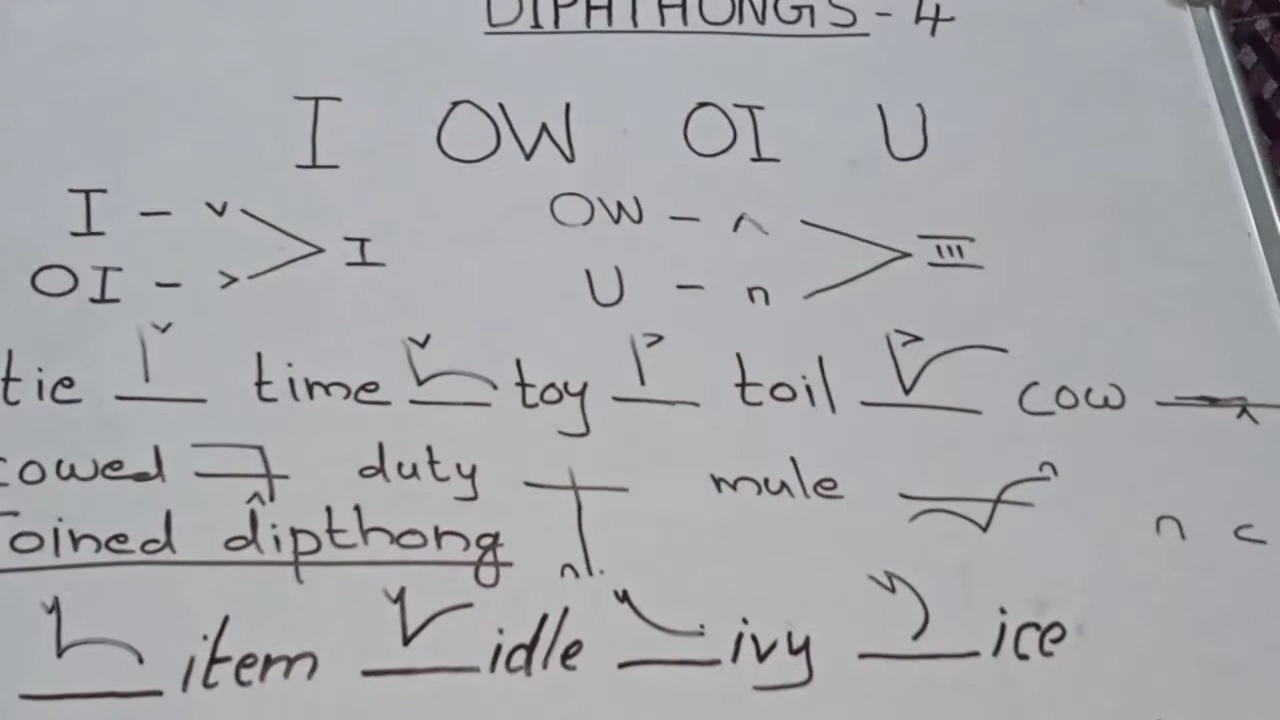 DIPHTHONGS - 4
I OW OI U
I - v I OW - ^ III
OI - > U - n
tie time toy toil cow
cowed duty mule n c
Joined dipthong
item idle ivy ice